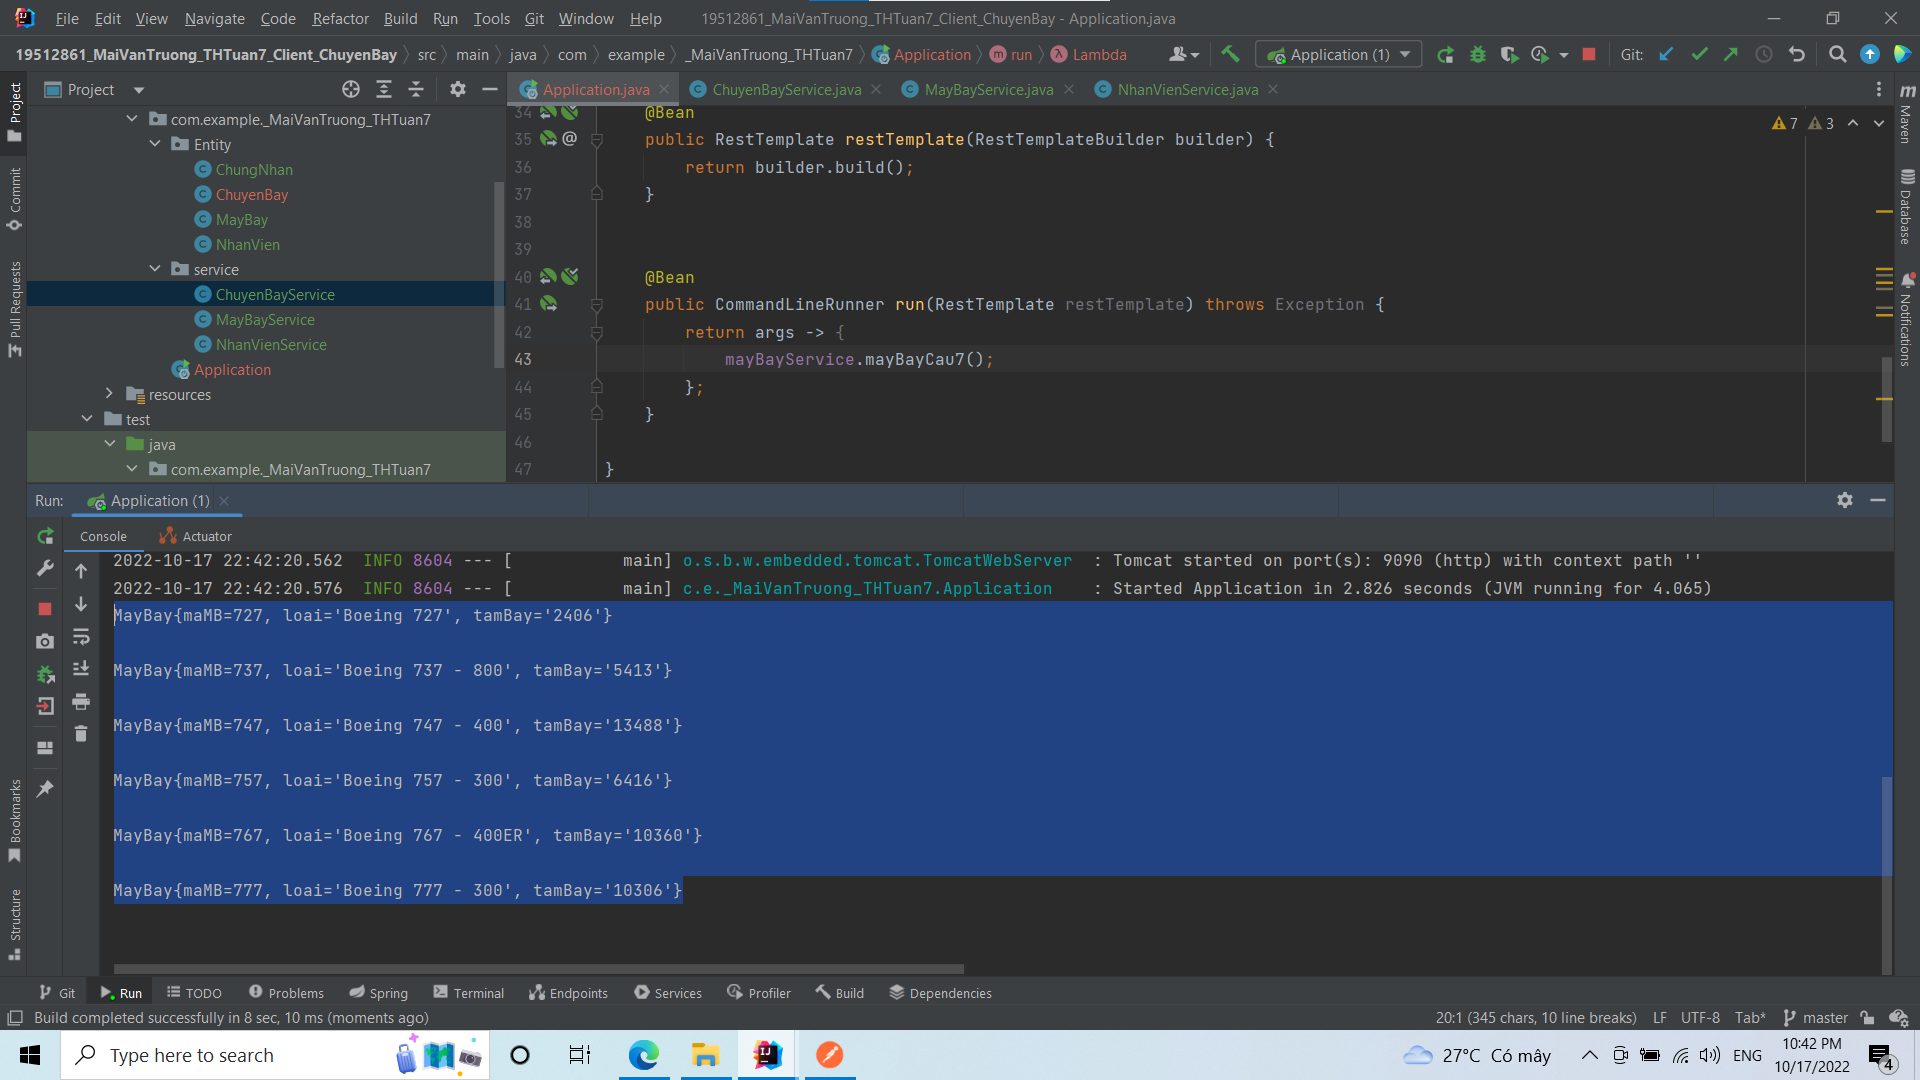 File Edit View Navigate Code Refactor Build Run Tools Git Window Help 19512861_MaiVanTruong_THTuan7_Client_ChuyenBay - Application.java
19512861_MaiVanTruong_THTuan7_Client_ChuyenBay src main java com example _MaiVanTruong_THTuan7 Application run Lambda Application (1) Git:
Project
Application.java ChuyenBayService.java MayBayService.java NhanVienService.java
com.example._MaiVanTruong_THTuan7
Entity
ChungNhan
ChuyenBay
MayBay
NhanVien
service
ChuyenBayService
MayBayService
NhanVienService
Application
resources
test
java
com.example._MaiVanTruong_THTuan7
7 3
34 @Bean
35 @ public RestTemplate restTemplate(RestTemplateBuilder builder) {
36 return builder.build();
37 }
38
39
40 @Bean
41 public CommandLineRunner run(RestTemplate restTemplate) throws Exception {
42 return args -> {
43 mayBayService.mayBayCau7();
44 };
45 }
46
47 }
Project
Commit
Pull Requests
Bookmarks
Structure
Maven
Database
Notifications
Run: Application (1)
Console Actuator
2022-10-17 22:42:20.562 INFO 8604 --- [ main] o.s.b.w.embedded.tomcat.TomcatWebServer : Tomcat started on port(s): 9090 (http) with context path ''
2022-10-17 22:42:20.576 INFO 8604 --- [ main] c.e._MaiVanTruong_THTuan7.Application : Started Application in 2.826 seconds (JVM running for 4.065)
MayBay{maMB=727, loai='Boeing 727', tamBay='2406'}
MayBay{maMB=737, loai='Boeing 737 - 800', tamBay='5413'}
MayBay{maMB=747, loai='Boeing 747 - 400', tamBay='13488'}
MayBay{maMB=757, loai='Boeing 757 - 300', tamBay='6416'}
MayBay{maMB=767, loai='Boeing 767 - 400ER', tamBay='10360'}
MayBay{maMB=777, loai='Boeing 777 - 300', tamBay='10306'}
Git Run TODO Problems Spring Terminal Endpoints Services Profiler Build Dependencies
Build completed successfully in 8 sec, 10 ms (moments ago) 20:1 (345 chars, 10 line breaks) LF UTF-8 Tab* master
Type here to search 27°C Có mây ENG 10:42 PM
10/17/2022 4